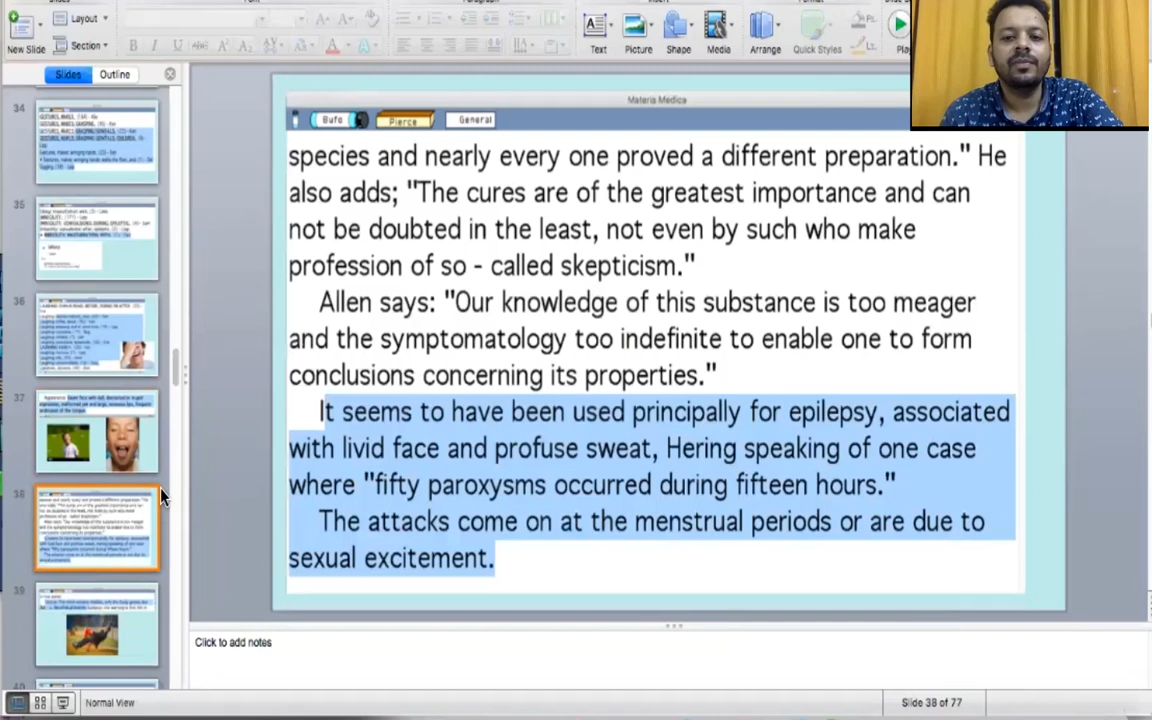 Layout
New Slide
Section
B I U
Text
Picture
Shape
Media
Arrange
Quick Styles
Play
Slides
Outline
Materia Medica
Bufo
Pierce
General
species and nearly every one proved a different preparation." He
also adds; "The cures are of the greatest importance and can
not be doubted in the least, not even by such who make
profession of so - called skepticism."
Allen says: "Our knowledge of this substance is too meager
and the symptomatology too indefinite to enable one to form
conclusions concerning its properties."
It seems to have been used principally for epilepsy, associated
with livid face and profuse sweat, Hering speaking of one case
where "fifty paroxysms occurred during fifteen hours."
The attacks come on at the menstrual periods or are due to
sexual excitement.
34
35
36
37
38
39
Click to add notes
Normal View
Slide 38 of 77